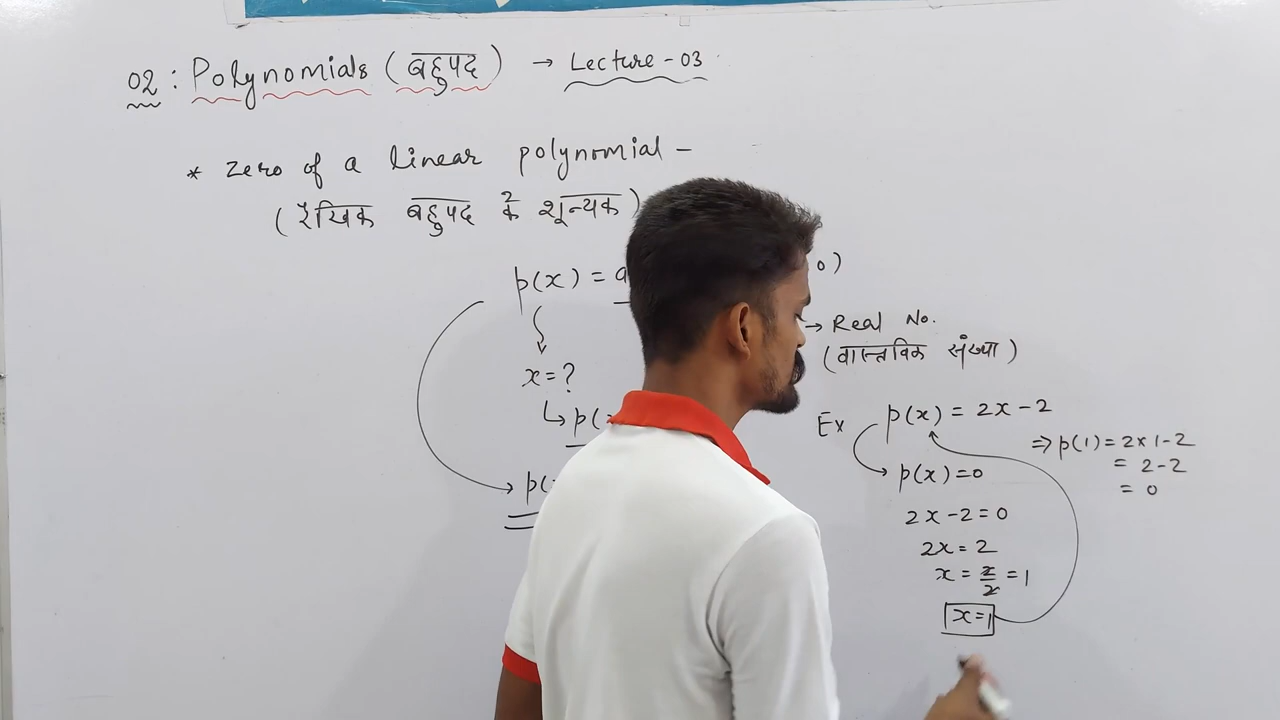 02 : Polynomials (बहुपद) → Lecture - 03
* Zero of a linear polynomial -
(रैखिक बहुपद के शून्यक)
p(x) = a
0)
x = ?
↳ p(
p(
→ Real No.
(वास्तविक संख्या)
Ex p(x) = 2x - 2
p(x) = 0
2x - 2 = 0
2x = 2
x = 2/2 = 1
x = 1
⇒ p(1) = 2 × 1 - 2
= 2 - 2
= 0